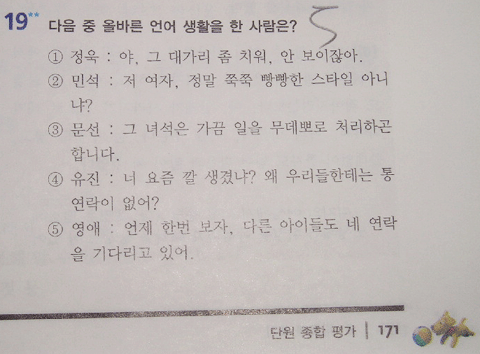 19** 다음 중 올바른 언어 생활을 한 사람은? 5
① 정욱 : 야, 그 대가리 좀 치워, 안 보이잖아.
② 민석 : 저 여자, 정말 쭉쭉 빵빵한 스타일 아니
냐?
③ 문선 : 그 녀석은 가끔 일을 무데뽀로 처리하곤
합니다.
④ 유진 : 너 요즘 깔 생겼냐? 왜 우리들한테는 통
연락이 없어?
⑤ 영애 : 언제 한번 보자, 다른 아이들도 네 연락
을 기다리고 있어.
단원 종합 평가 | 171